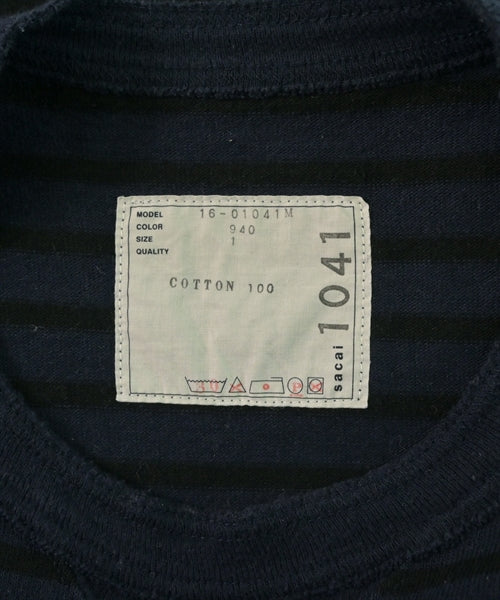 MODEL 16-01041M
COLOR 940
SIZE 1
QUALITY
COTTON 100
sacai 1041